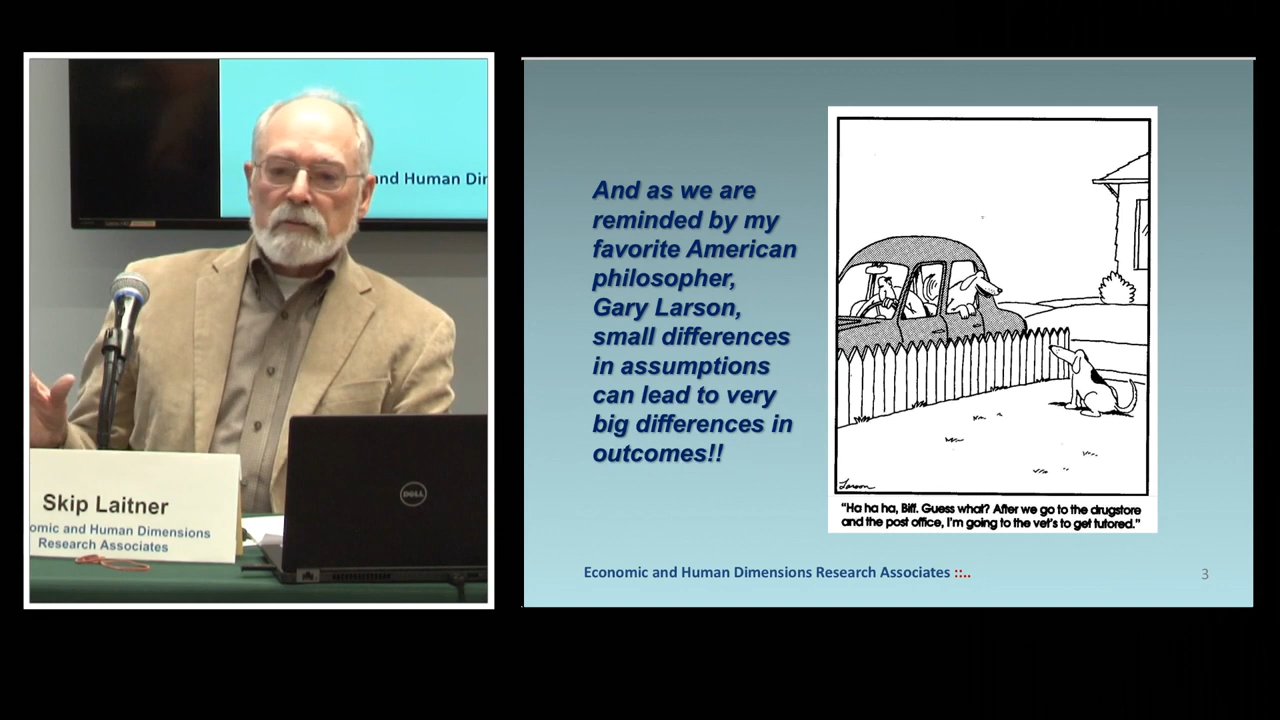 and Human Dir
DELL
Skip Laitner
omic and Human Dimensions
Research Associates
And as we are
reminded by my
favorite American
philosopher,
Gary Larson,
small differences
in assumptions
can lead to very
big differences in
outcomes!!
Larson
"Ha ha ha, Biff. Guess what? After we go to the drugstore
and the post office, I'm going to the vet's to get tutored."
Economic and Human Dimensions Research Associates ::..
3